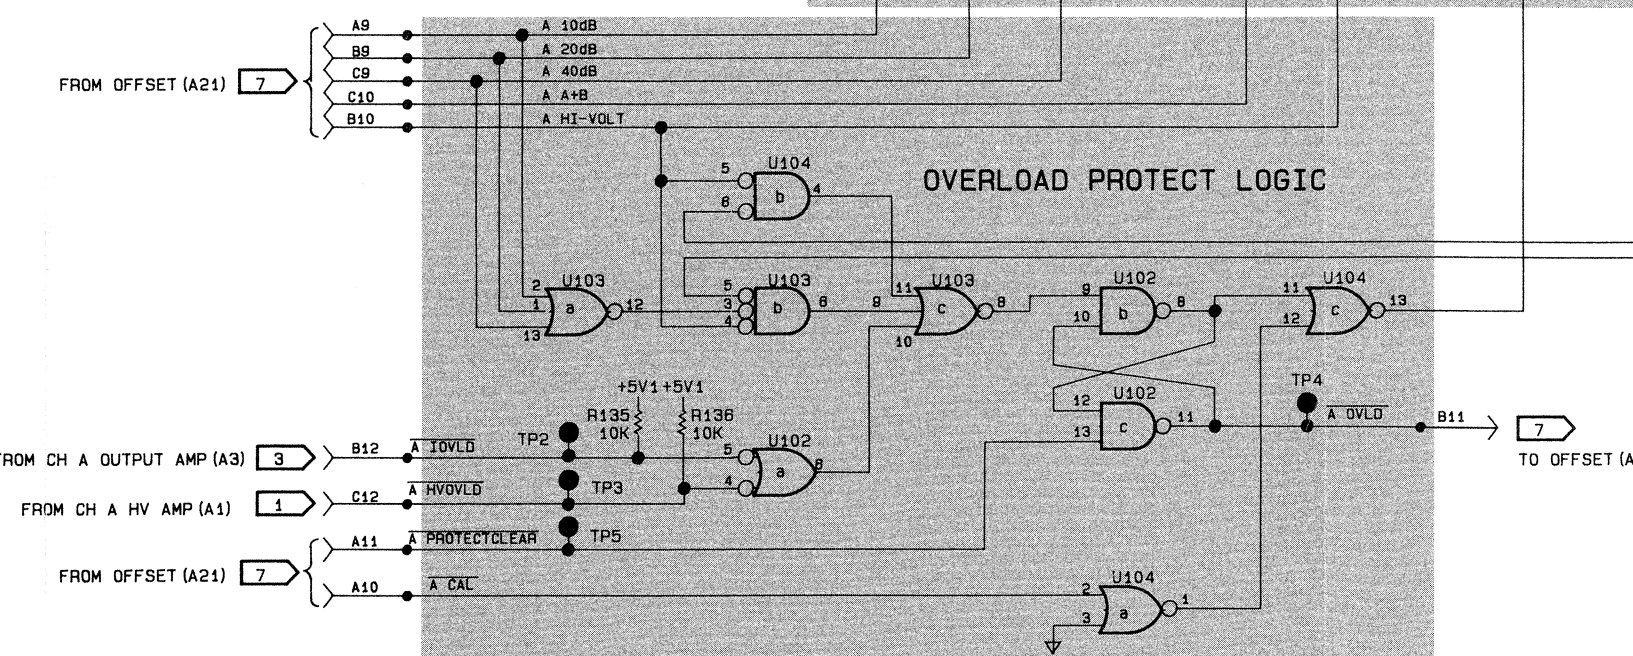 A9 A 10dB
B9 A 20dB
FROM OFFSET (A21) 7 C9 A 40dB
C10 A A+B
B10 A HI-VOLT
U104
5 4
6 b
OVERLOAD PROTECT LOGIC
U103 U103 U103 U102 U104
2 5 11 9 11
1 a 12 3 b 6 9 c 8 b 8 c 13
13 4 10 10 12
+5V1 +5V1
R135 R136
10K 10K
U102
12 c 11
13
TP4
A OVLD B11 7
TO OFFSET (A
TP2
FROM CH A OUTPUT AMP (A3) 3 B12 A IOVLD
U102
5 a 6
4
TP3
FROM CH A HV AMP (A1) 1 C12 A HVOVLD
TP5
A11 A PROTECTCLEAR
FROM OFFSET (A21) 7
A10 A CAL
U104
2 a 1
3